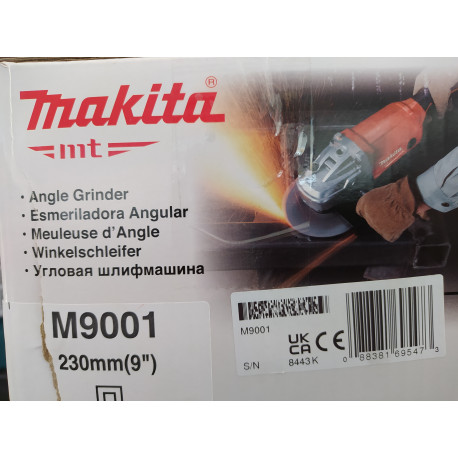 makita®
mt
· Angle Grinder
· Esmeriladora Angular
· Meuleuse d'Angle
· Winkelschleifer
· Угловая шлифмашина
M9001
230mm(9")
M9001
UK
CA CE
S/N 8443K
0 88381 69547 3